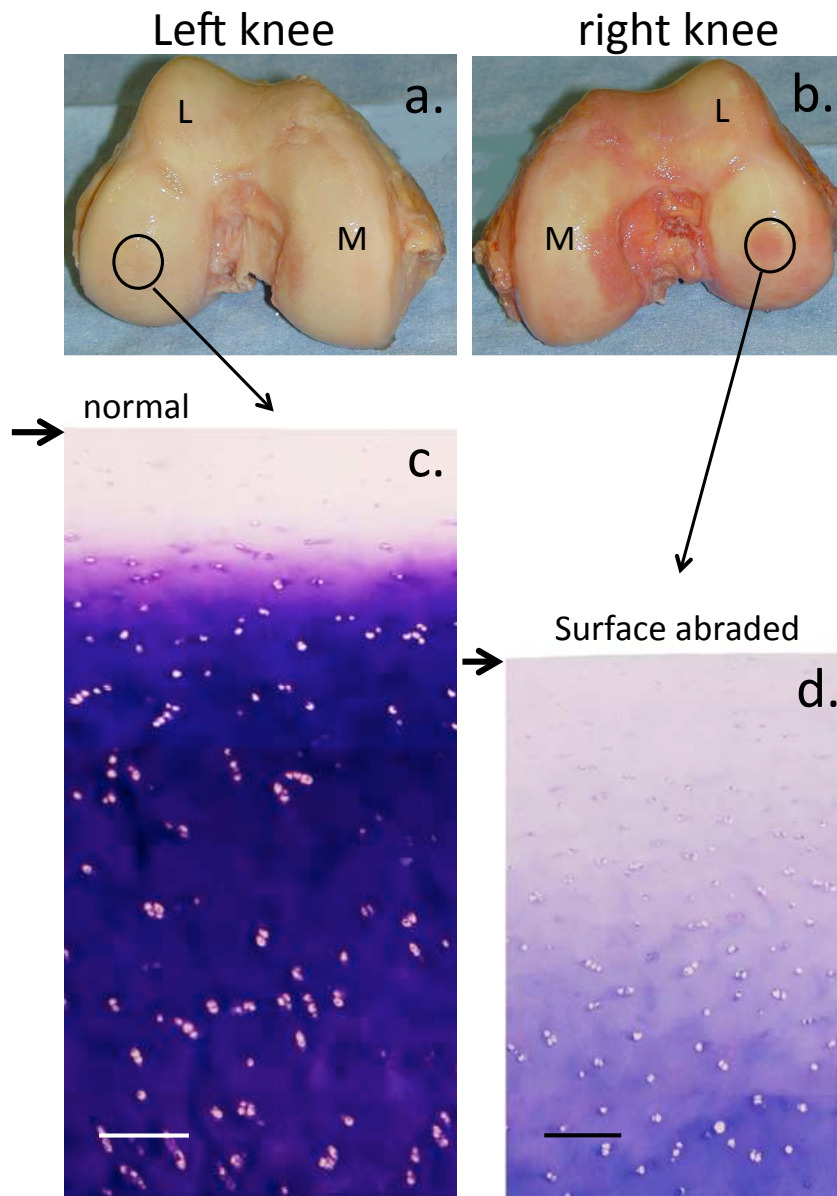 Left knee
right knee
a.
b.
L
L
M
M
normal
c.
Surface abraded
d.